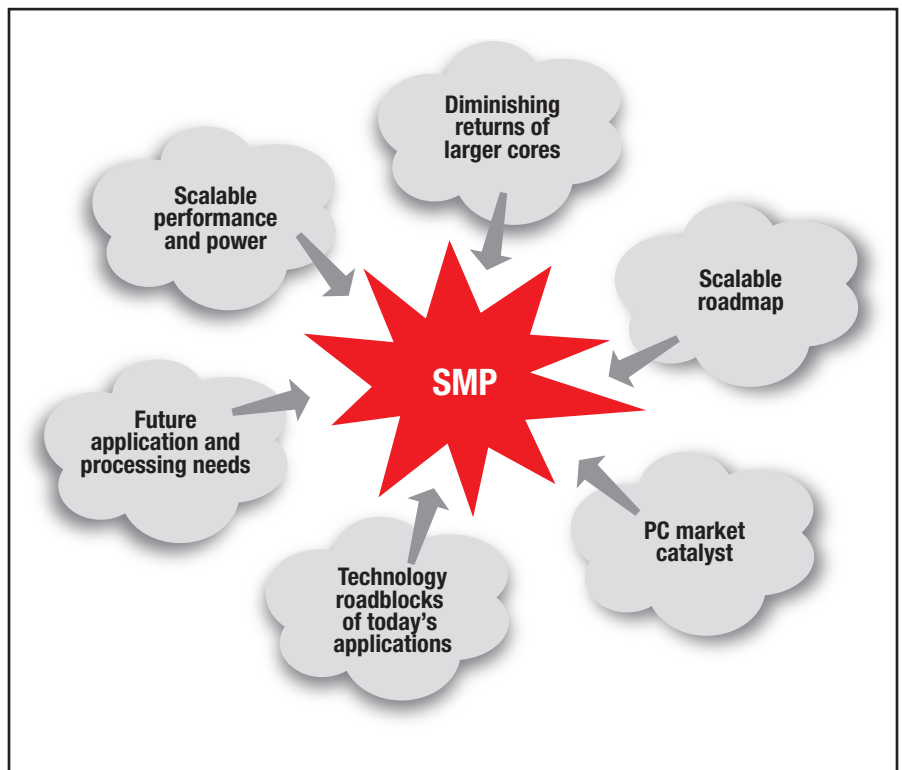 Diminishing
returns of
larger cores
Scalable
performance
and power
Scalable
roadmap
SMP
Future
application and
processing needs
PC market
catalyst
Technology
roadblocks
of today's
applications